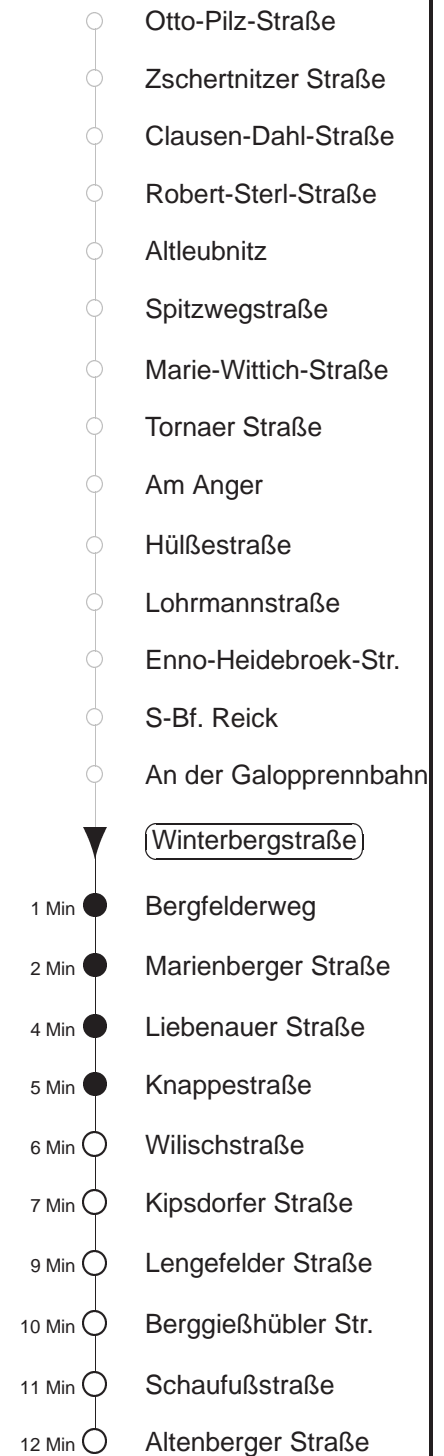 Otto-Pilz-Straße
Zschertnitzer Straße
Clausen-Dahl-Straße
Robert-Sterl-Straße
Altleubnitz
Spitzwegstraße
Marie-Wittich-Straße
Tornaer Straße
Am Anger
Hülßestraße
Lohrmannstraße
Enno-Heidebroek-Str.
S-Bf. Reick
An der Galopprennbahn
Winterbergstraße
1 Min Bergfelderweg
2 Min Marienberger Straße
4 Min Liebenauer Straße
5 Min Knappestraße
6 Min Wilischstraße
7 Min Kipsdorfer Straße
9 Min Lengefelder Straße
10 Min Berggießhübler Str.
11 Min Schaufußstraße
12 Min Altenberger Straße